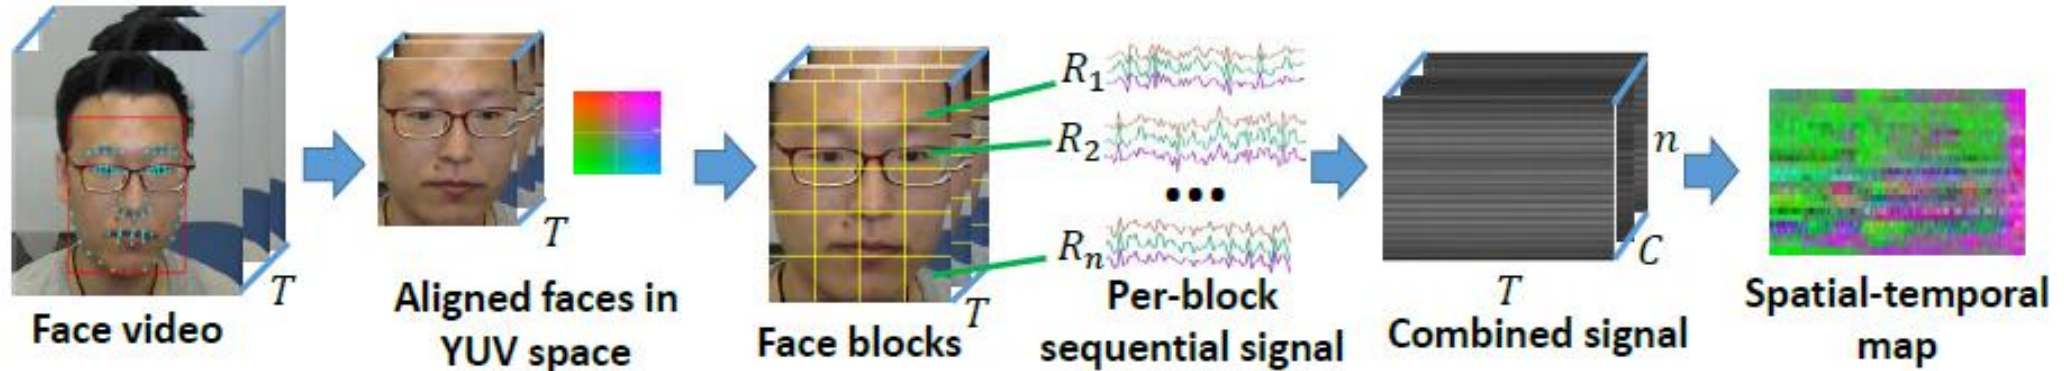 T
Face video
T
Aligned faces in
YUV space
T
Face blocks
R₁
R₂
•••
Rₙ
Per-block
sequential signal
n
C
T
Combined signal
Spatial-temporal
map